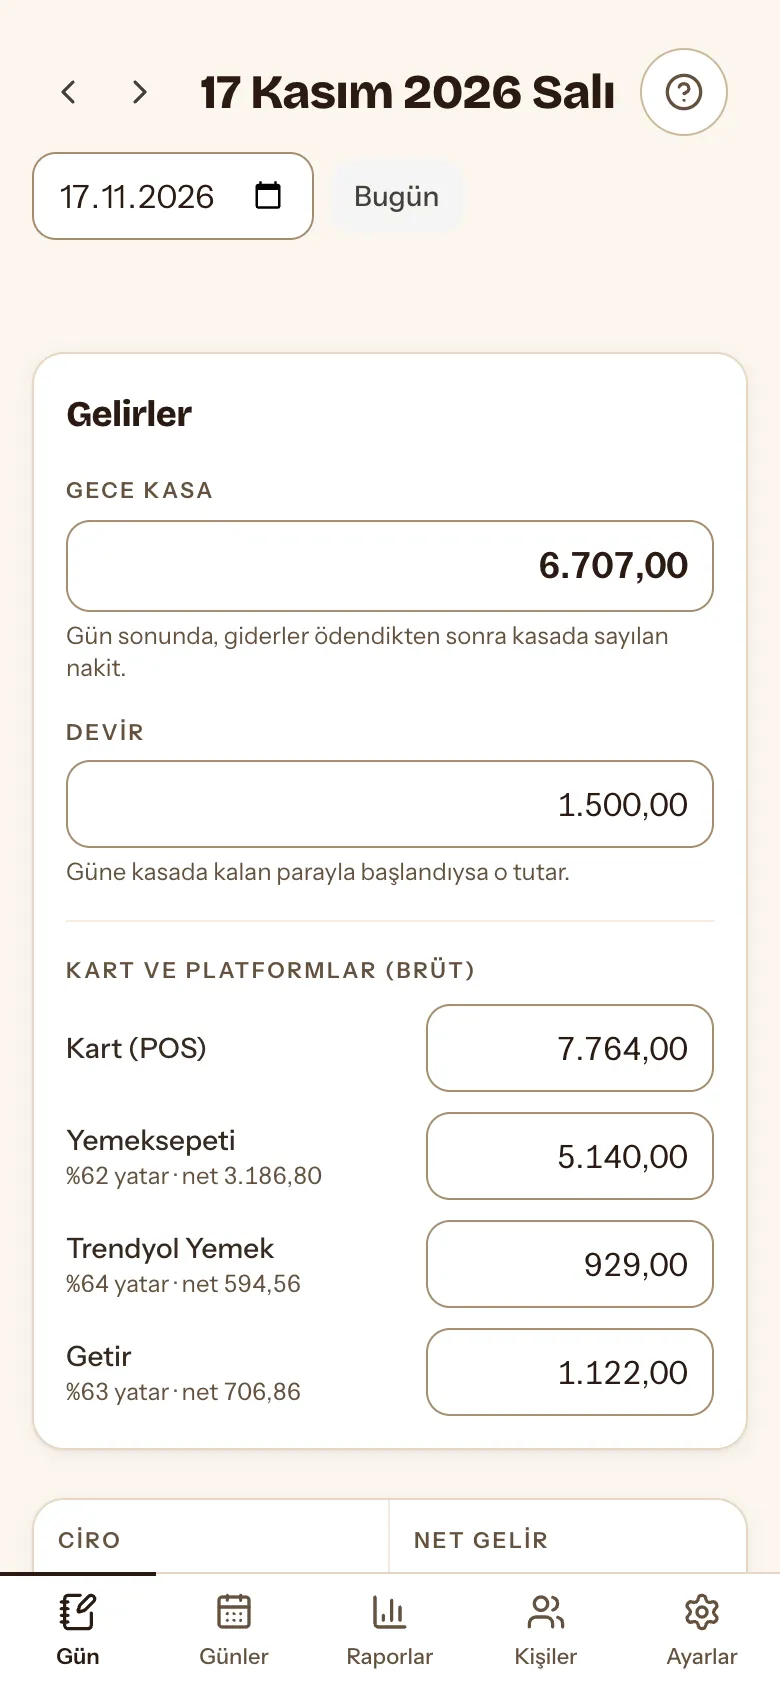 17 Kasım 2026 Salı
17.11.2026
Bugün
Gelirler
GECE KASA
6.707,00
Gün sonunda, giderler ödendikten sonra kasada sayılan
nakit.
DEVİR
1.500,00
Güne kasada kalan parayla başlandıysa o tutar.
KART VE PLATFORMLAR (BRÜT)
Kart (POS)
7.764,00
Yemeksepeti
%62 yatar · net 3.186,80
5.140,00
Trendyol Yemek
%64 yatar · net 594,56
929,00
Getir
%63 yatar · net 706,86
1.122,00
CİRO
NET GELİR
Gün
Günler
Raporlar
Kişiler
Ayarlar